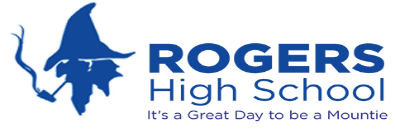 ROGERS
High School
It's a Great Day to be a Mountie